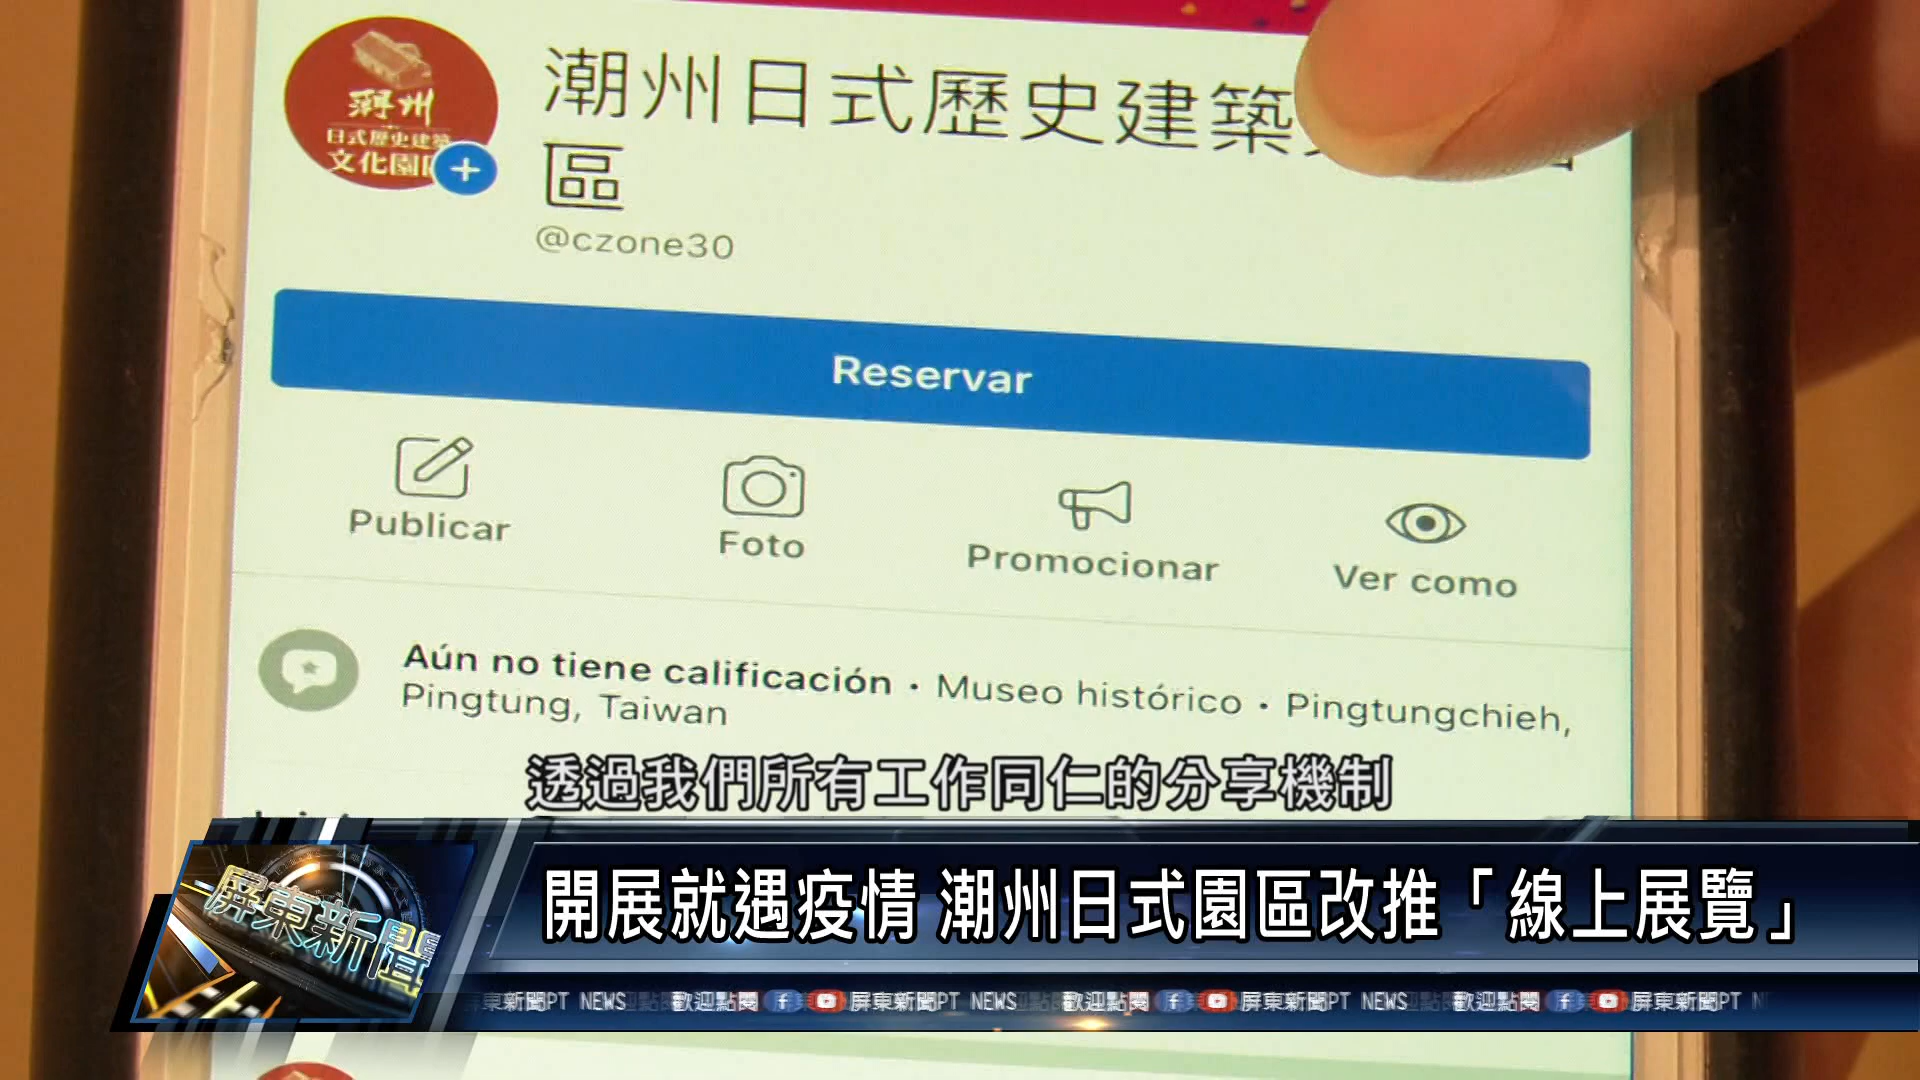 潮州
日式歷史建築
文化園
潮州日式歷史建築
區
@czone30
Reservar
Publicar
Foto
Promocionar
Ver como
Aún no tiene calificación · Museo histórico · Pingtungchieh,
Pingtung, Taiwan
透過我們所有工作同仁的分享機制
屏東新聞
開展就遇疫情 潮州日式園區改推「線上展覽」
屏東新聞PT NEWS 歡迎點閱 屏東新聞PT NEWS 歡迎點閱 屏東新聞PT NEWS 歡迎點閱 屏東新聞PT